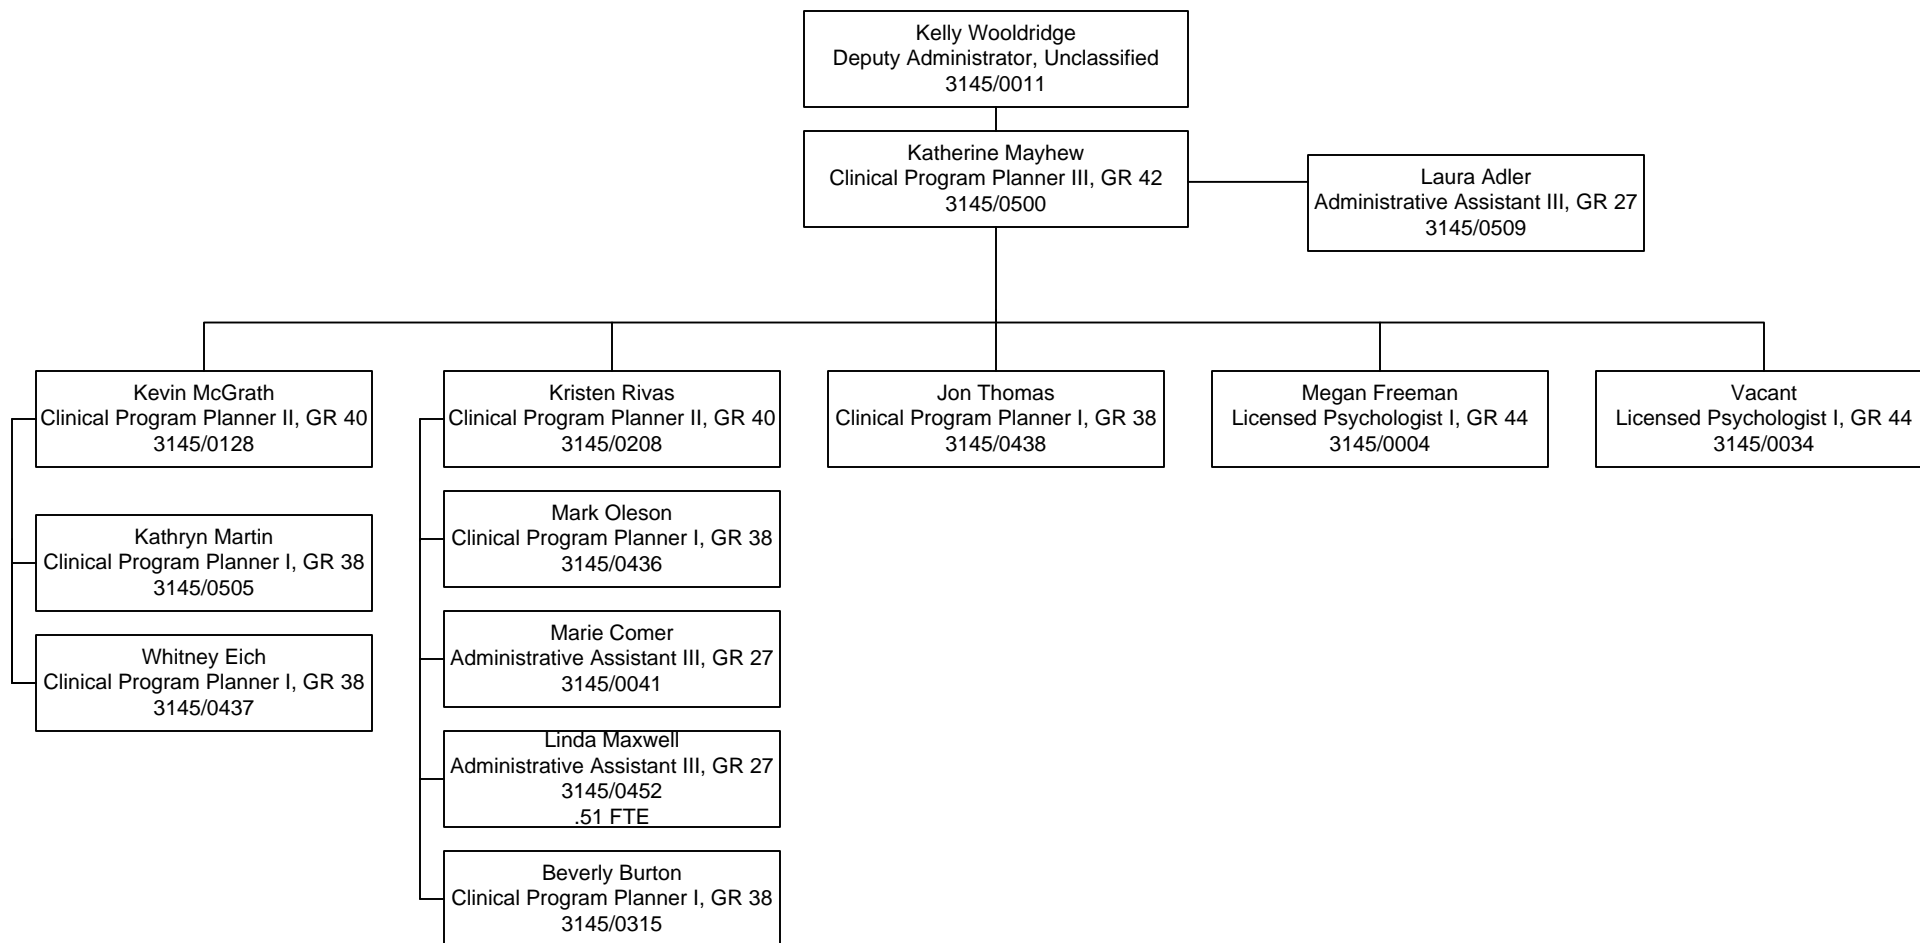 Kelly Wooldridge
Deputy Administrator, Unclassified
3145/0011
Katherine Mayhew
Clinical Program Planner III, GR 42
3145/0500
Laura Adler
Administrative Assistant III, GR 27
3145/0509
Kevin McGrath
Clinical Program Planner II, GR 40
3145/0128
Kathryn Martin
Clinical Program Planner I, GR 38
3145/0505
Whitney Eich
Clinical Program Planner I, GR 38
3145/0437
Kristen Rivas
Clinical Program Planner II, GR 40
3145/0208
Mark Oleson
Clinical Program Planner I, GR 38
3145/0436
Marie Comer
Administrative Assistant III, GR 27
3145/0041
Linda Maxwell
Administrative Assistant III, GR 27
3145/0452
.51 FTE
Beverly Burton
Clinical Program Planner I, GR 38
3145/0315
Jon Thomas
Clinical Program Planner I, GR 38
3145/0438
Megan Freeman
Licensed Psychologist I, GR 44
3145/0004
Vacant
Licensed Psychologist I, GR 44
3145/0034